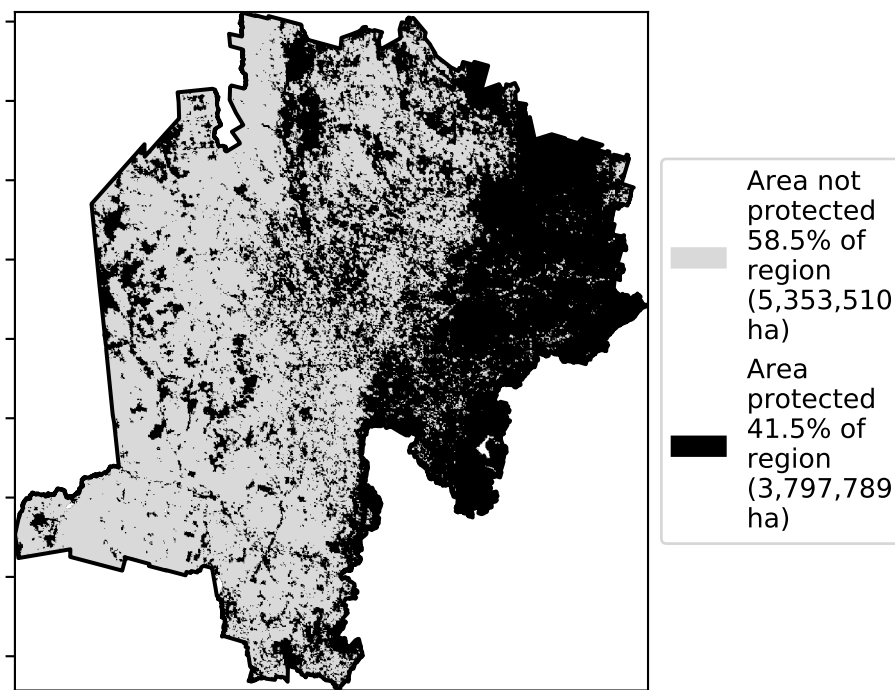 Area not
protected
58.5% of
region
(5,353,510
ha)
Area
protected
41.5% of
region
(3,797,789
ha)